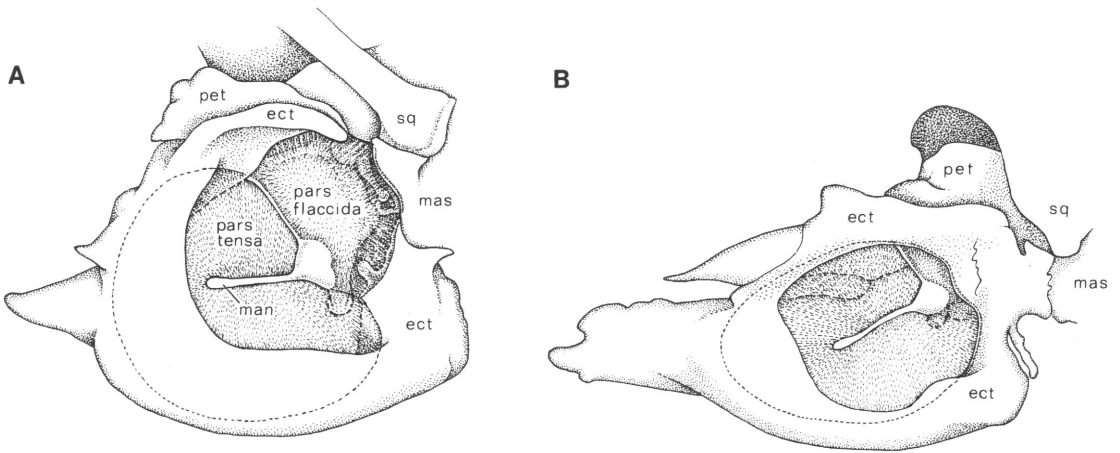 A
pet
ect
sq
pars
flaccida
mas
pars
tensa
man
ect
B
pet
ect
sq
mas
ect